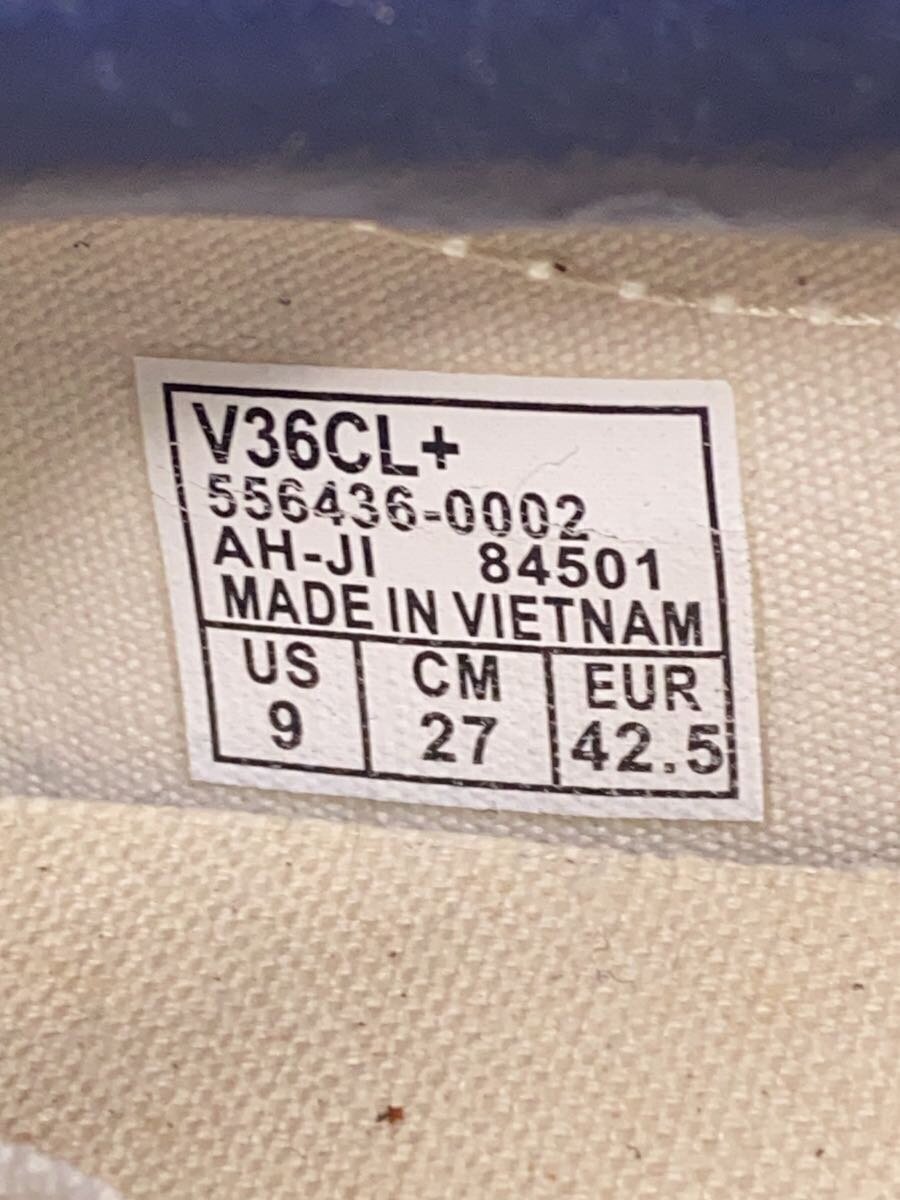 V36CL+
556436-0002
AH-JI 84501
MADE IN VIETNAM
US CM EUR
9 27 42.5